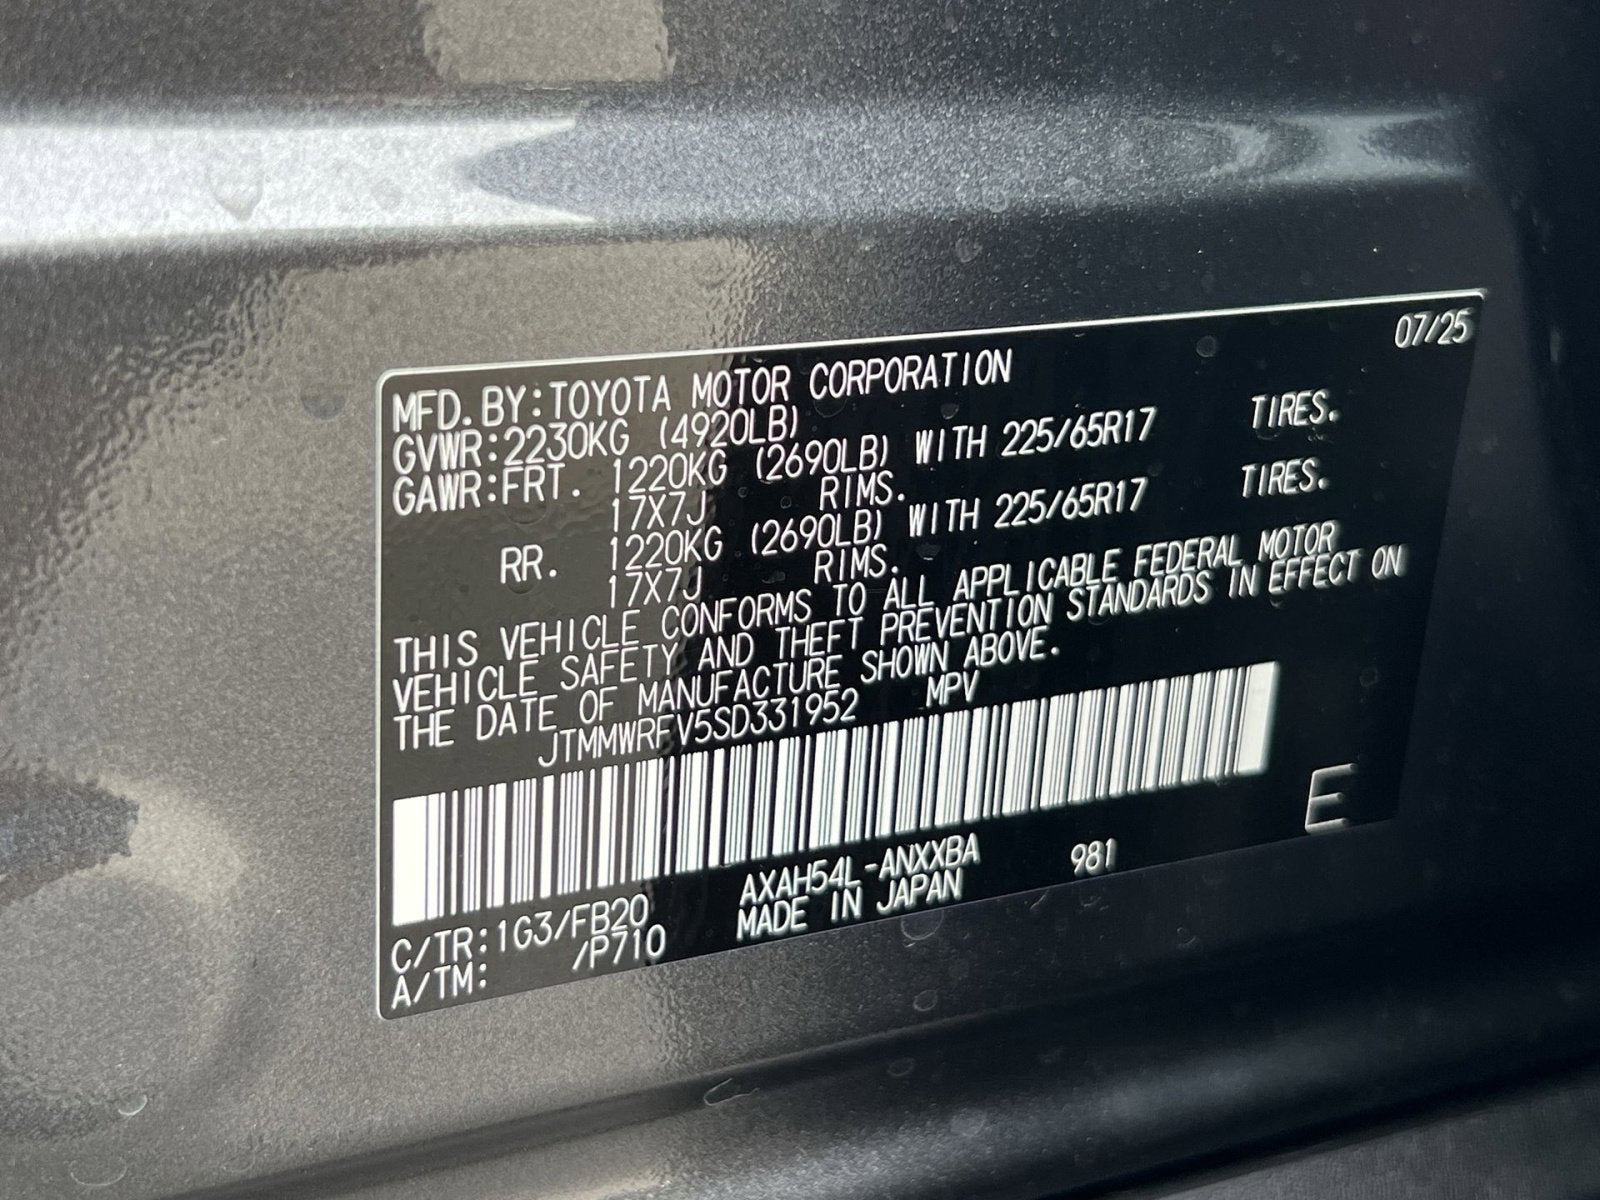 07/25
MFD. BY:TOYOTA MOTOR CORPORATION
GVWR:2230KG (4920LB)
GAWR:FRT. 1220KG (2690LB) WITH 225/65R17 TIRES.
17X7J RIMS.
RR. 1220KG (2690LB) WITH 225/65R17 TIRES.
17X7J RIMS.
THIS VEHICLE CONFORMS TO ALL APPLICABLE FEDERAL MOTOR
VEHICLE SAFETY AND THEFT PREVENTION STANDARDS IN EFFECT ON
THE DATE OF MANUFACTURE SHOWN ABOVE.
JTMMWRFV5SD331952 MPV
E
C/TR:1G3/FB20 AXAH54L-ANXXBA 981
A/TM: /P710 MADE IN JAPAN